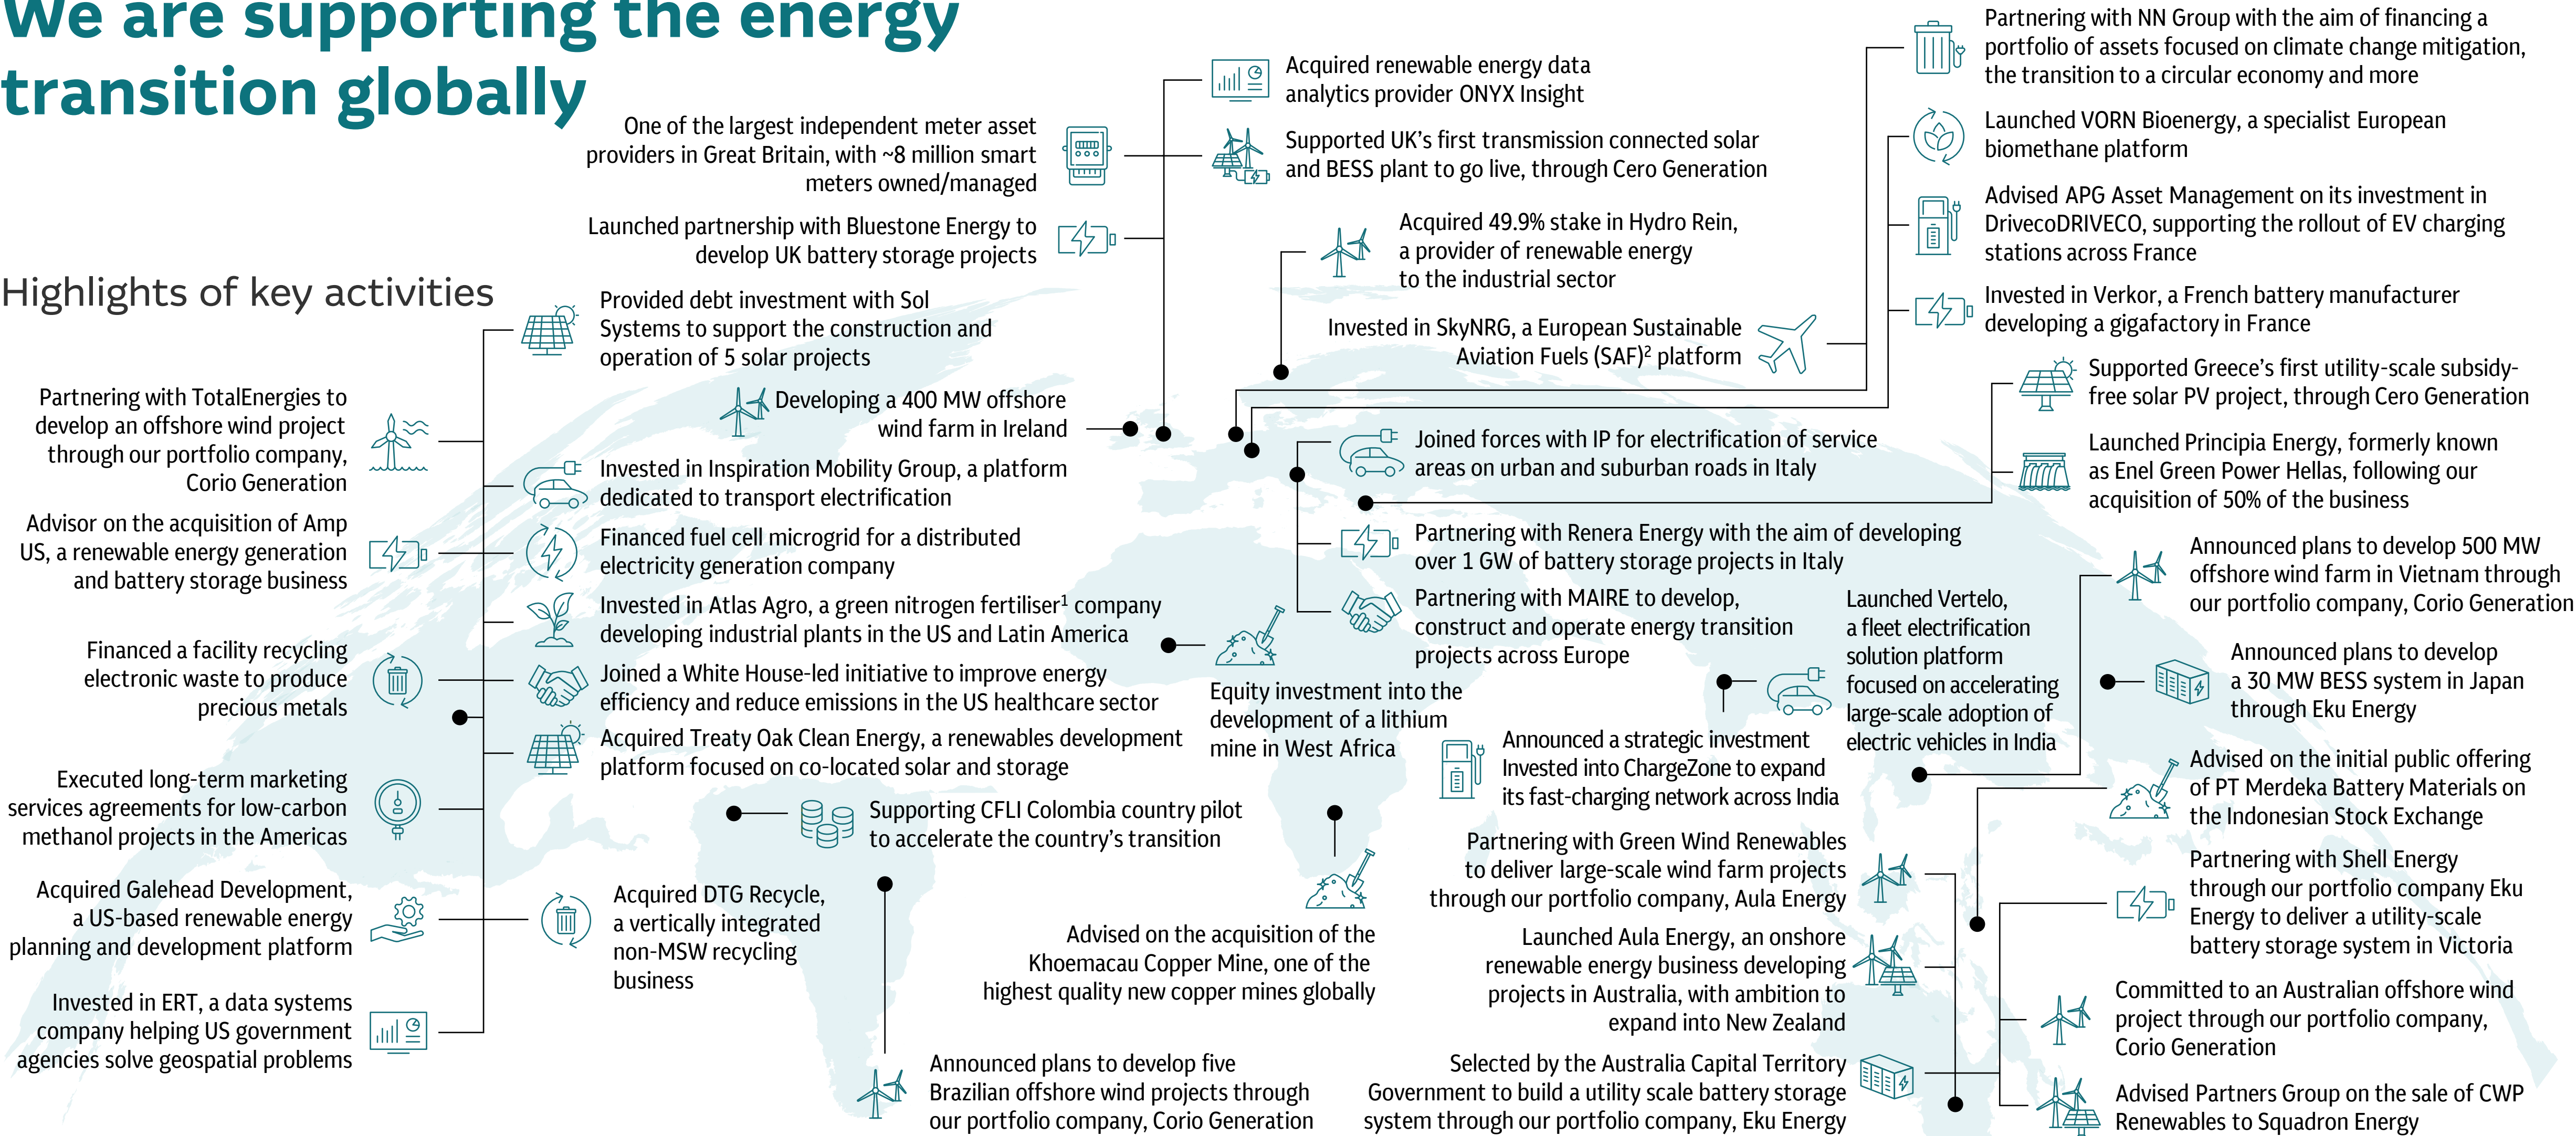 We are supporting the energy
transition globally
Highlights of key activities
One of the largest independent meter asset
providers in Great Britain, with ~8 million smart
meters owned/managed
Launched partnership with Bluestone Energy to
develop UK battery storage projects
Acquired renewable energy data
analytics provider ONYX Insight
Supported UK's first transmission connected solar
and BESS plant to go live, through Cero Generation
Acquired 49.9% stake in Hydro Rein,
a provider of renewable energy
to the industrial sector
Invested in SkyNRG, a European Sustainable
Aviation Fuels (SAF)² platform
Partnering with NN Group with the aim of financing a
portfolio of assets focused on climate change mitigation,
the transition to a circular economy and more
Launched VORN Bioenergy, a specialist European
biomethane platform
Advised APG Asset Management on its investment in
DrivecoDRIVECO, supporting the rollout of EV charging
stations across France
Invested in Verkor, a French battery manufacturer
developing a gigafactory in France
Supported Greece's first utility-scale subsidy-
free solar PV project, through Cero Generation
Launched Principia Energy, formerly known
as Enel Green Power Hellas, following our
acquisition of 50% of the business
Partnering with TotalEnergies to
develop an offshore wind project
through our portfolio company,
Corio Generation
Advisor on the acquisition of Amp
US, a renewable energy generation
and battery storage business
Financed a facility recycling
electronic waste to produce
precious metals
Executed long-term marketing
services agreements for low-carbon
methanol projects in the Americas
Acquired Galehead Development,
a US-based renewable energy
planning and development platform
Invested in ERT, a data systems
company helping US government
agencies solve geospatial problems
Provided debt investment with Sol
Systems to support the construction and
operation of 5 solar projects
Developing a 400 MW offshore
wind farm in Ireland
Invested in Inspiration Mobility Group, a platform
dedicated to transport electrification
Financed fuel cell microgrid for a distributed
electricity generation company
Invested in Atlas Agro, a green nitrogen fertiliser¹ company
developing industrial plants in the US and Latin America
Joined a White House-led initiative to improve energy
efficiency and reduce emissions in the US healthcare sector
Acquired Treaty Oak Clean Energy, a renewables development
platform focused on co-located solar and storage
Supporting CFLI Colombia country pilot
to accelerate the country's transition
Acquired DTG Recycle,
a vertically integrated
non-MSW recycling
business
Announced plans to develop five
Brazilian offshore wind projects through
our portfolio company, Corio Generation
Joined forces with IP for electrification of service
areas on urban and suburban roads in Italy
Partnering with Renera Energy with the aim of developing
over 1 GW of battery storage projects in Italy
Partnering with MAIRE to develop,
construct and operate energy transition
projects across Europe
Equity investment into the
development of a lithium
mine in West Africa
Advised on the acquisition of the
Khoemacau Copper Mine, one of the
highest quality new copper mines globally
Launched Vertelo,
a fleet electrification
solution platform
focused on accelerating
large-scale adoption of
electric vehicles in India
Announced a strategic investment
Invested into ChargeZone to expand
its fast-charging network across India
Announced plans to develop 500 MW
offshore wind farm in Vietnam through
our portfolio company, Corio Generation
Announced plans to develop
a 30 MW BESS system in Japan
through Eku Energy
Advised on the initial public offering
of PT Merdeka Battery Materials on
the Indonesian Stock Exchange
Partnering with Green Wind Renewables
to deliver large-scale wind farm projects
through our portfolio company, Aula Energy
Launched Aula Energy, an onshore
renewable energy business developing
projects in Australia, with ambition to
expand into New Zealand
Selected by the Australia Capital Territory
Government to build a utility scale battery storage
system through our portfolio company, Eku Energy
Partnering with Shell Energy
through our portfolio company Eku
Energy to deliver a utility-scale
battery storage system in Victoria
Committed to an Australian offshore wind
project through our portfolio company,
Corio Generation
Advised Partners Group on the sale of CWP
Renewables to Squadron Energy